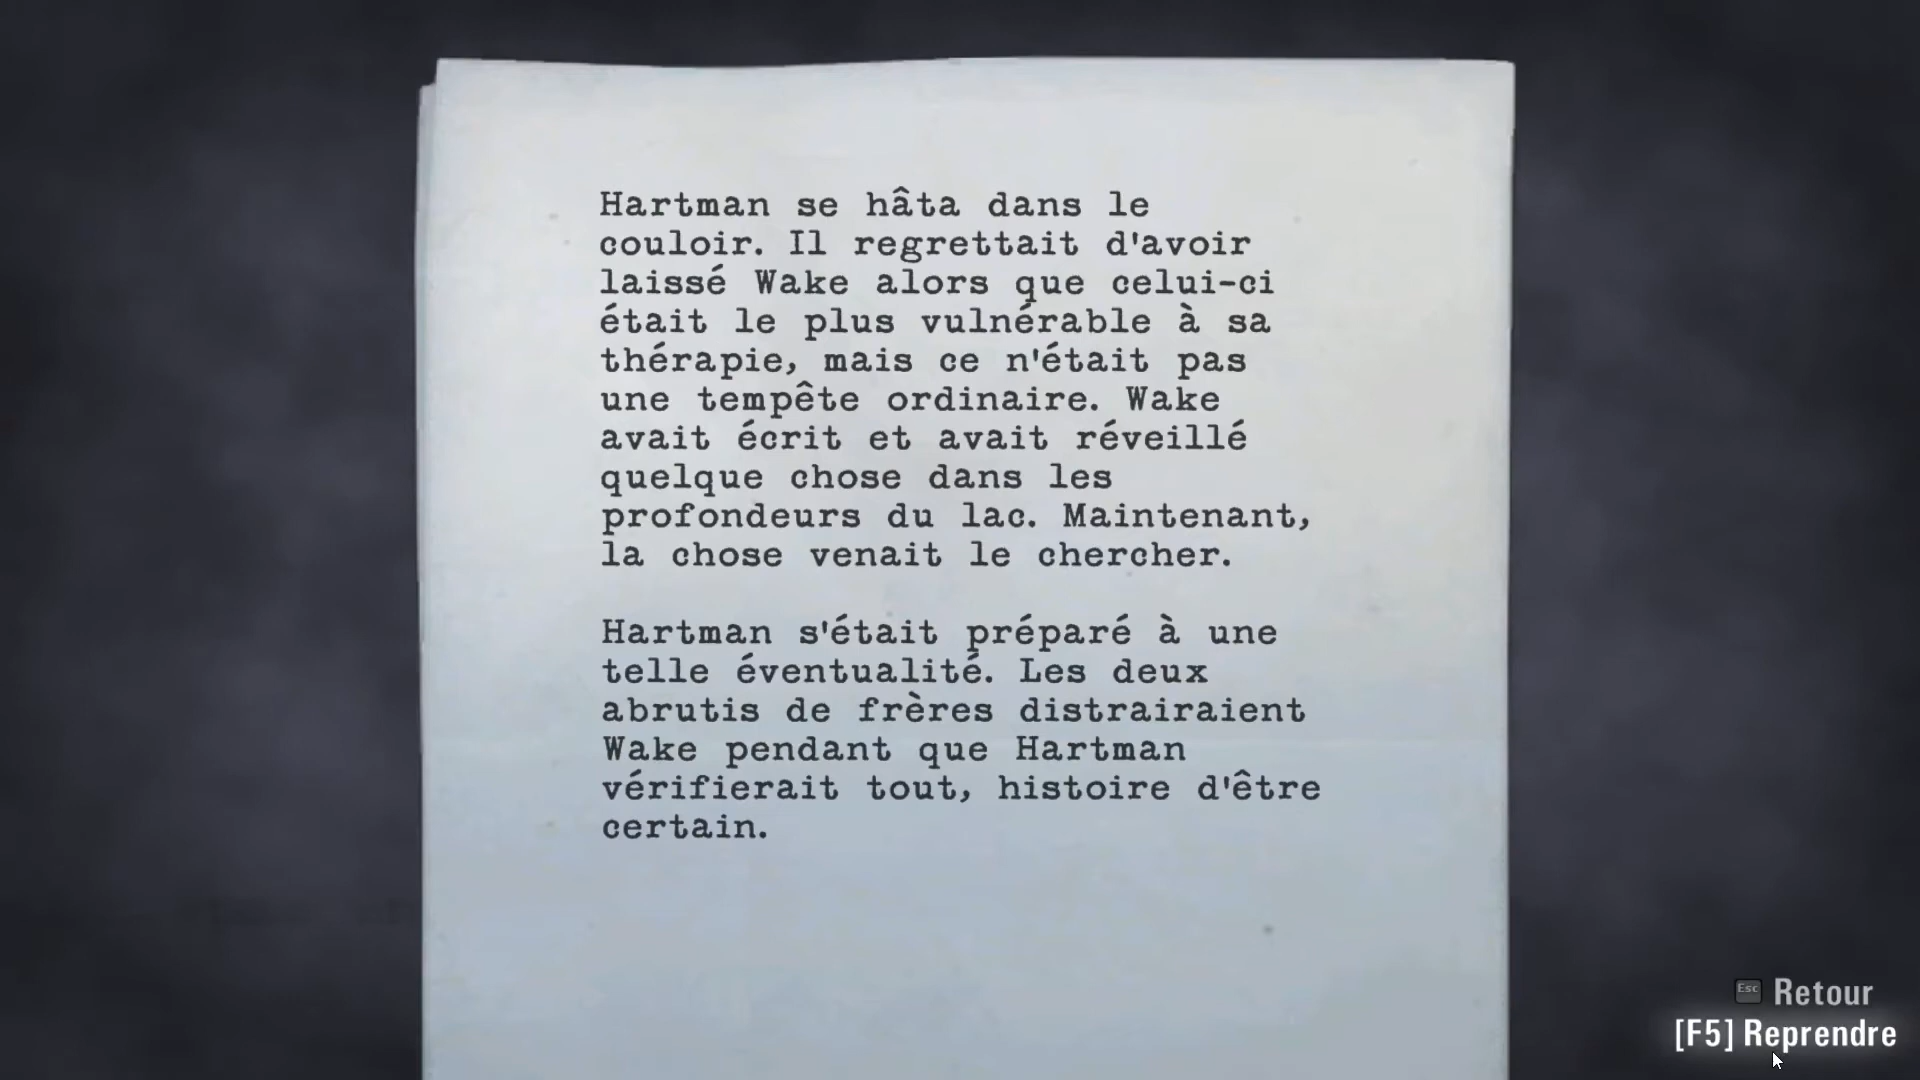 Hartman se hâta dans le
couloir. Il regrettait d'avoir
laissé Wake alors que celui-ci
était le plus vulnérable à sa
thérapie, mais ce n'était pas
une tempête ordinaire. Wake
avait écrit et avait réveillé
quelque chose dans les
profondeurs du lac. Maintenant,
la chose venait le chercher.
Hartman s'était préparé à une
telle éventualité. Les deux
abrutis de frères distrairaient
Wake pendant que Hartman
vérifierait tout, histoire d'être
certain.
Esc Retour
[F5] Reprendre